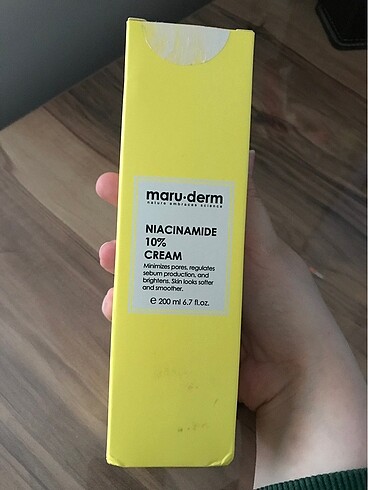 maru·derm
nature embraces science
NIACINAMIDE
10%
CREAM
Minimizes pores, regulates
sebum production, and
brightens. Skin looks softer
and smoother.
℮ 200 ml 6.7 fl.oz.